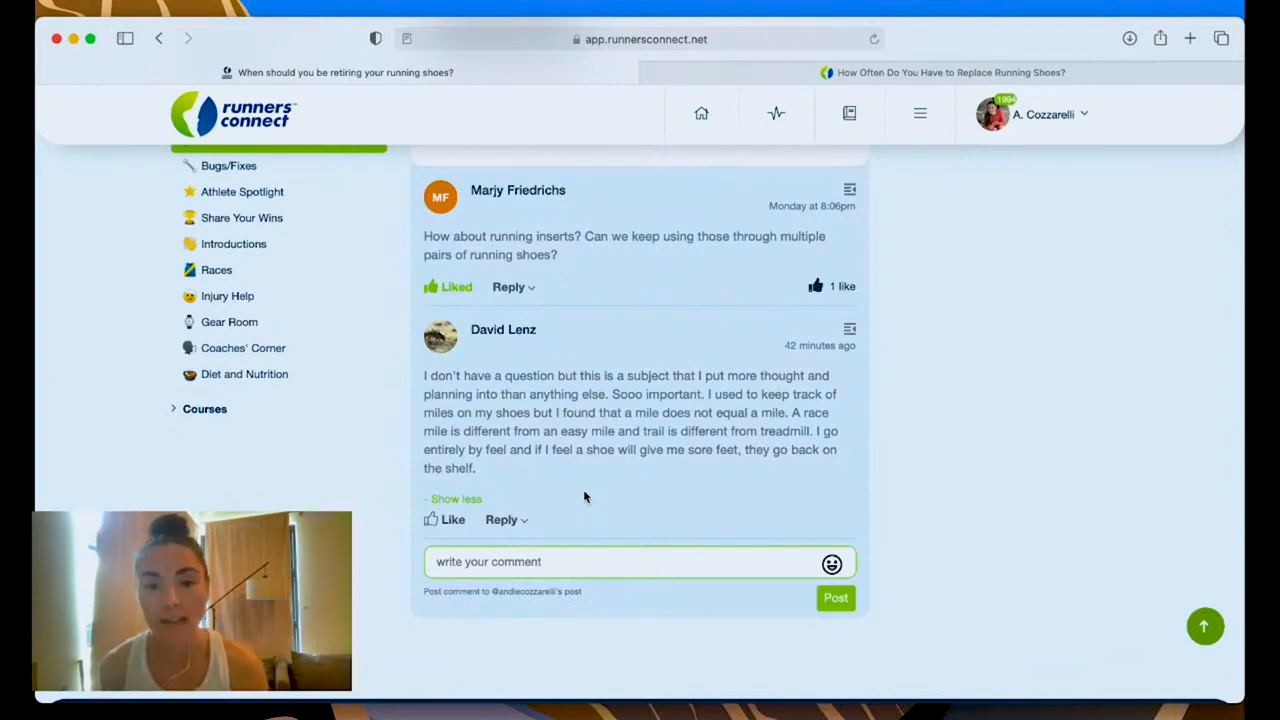 app.runnersconnect.net
When should you be retiring your running shoes?
How Often Do You Have to Replace Running Shoes?
runners
connect
1994
A. Cozzarelli
Bugs/Fixes
Athlete Spotlight
Share Your Wins
Introductions
Races
Injury Help
Gear Room
Coaches' Corner
Diet and Nutrition
Courses
MF
Marjy Friedrichs
Monday at 8:06pm
How about running inserts? Can we keep using those through multiple
pairs of running shoes?
Liked
Reply
1 like
David Lenz
42 minutes ago
I don't have a question but this is a subject that I put more thought and
planning into than anything else. Sooo important. I used to keep track of
miles on my shoes but I found that a mile does not equal a mile. A race
mile is different from an easy mile and trail is different from treadmill. I go
entirely by feel and if I feel a shoe will give me sore feet, they go back on
the shelf.
- Show less
Like
Reply
write your comment
Post comment to @andiecozzarelli's post
Post